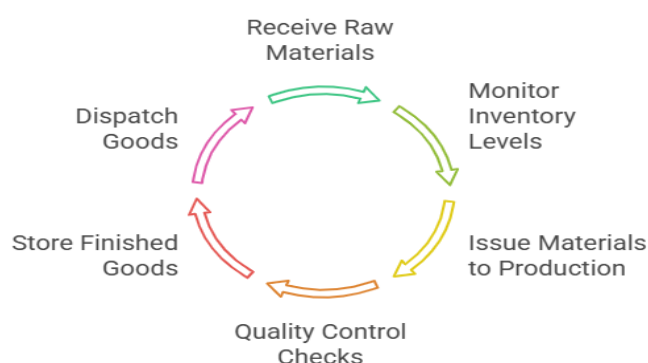 Receive Raw
Materials
Monitor
Inventory
Levels
Issue Materials
to Production
Quality Control
Checks
Store Finished
Goods
Dispatch
Goods